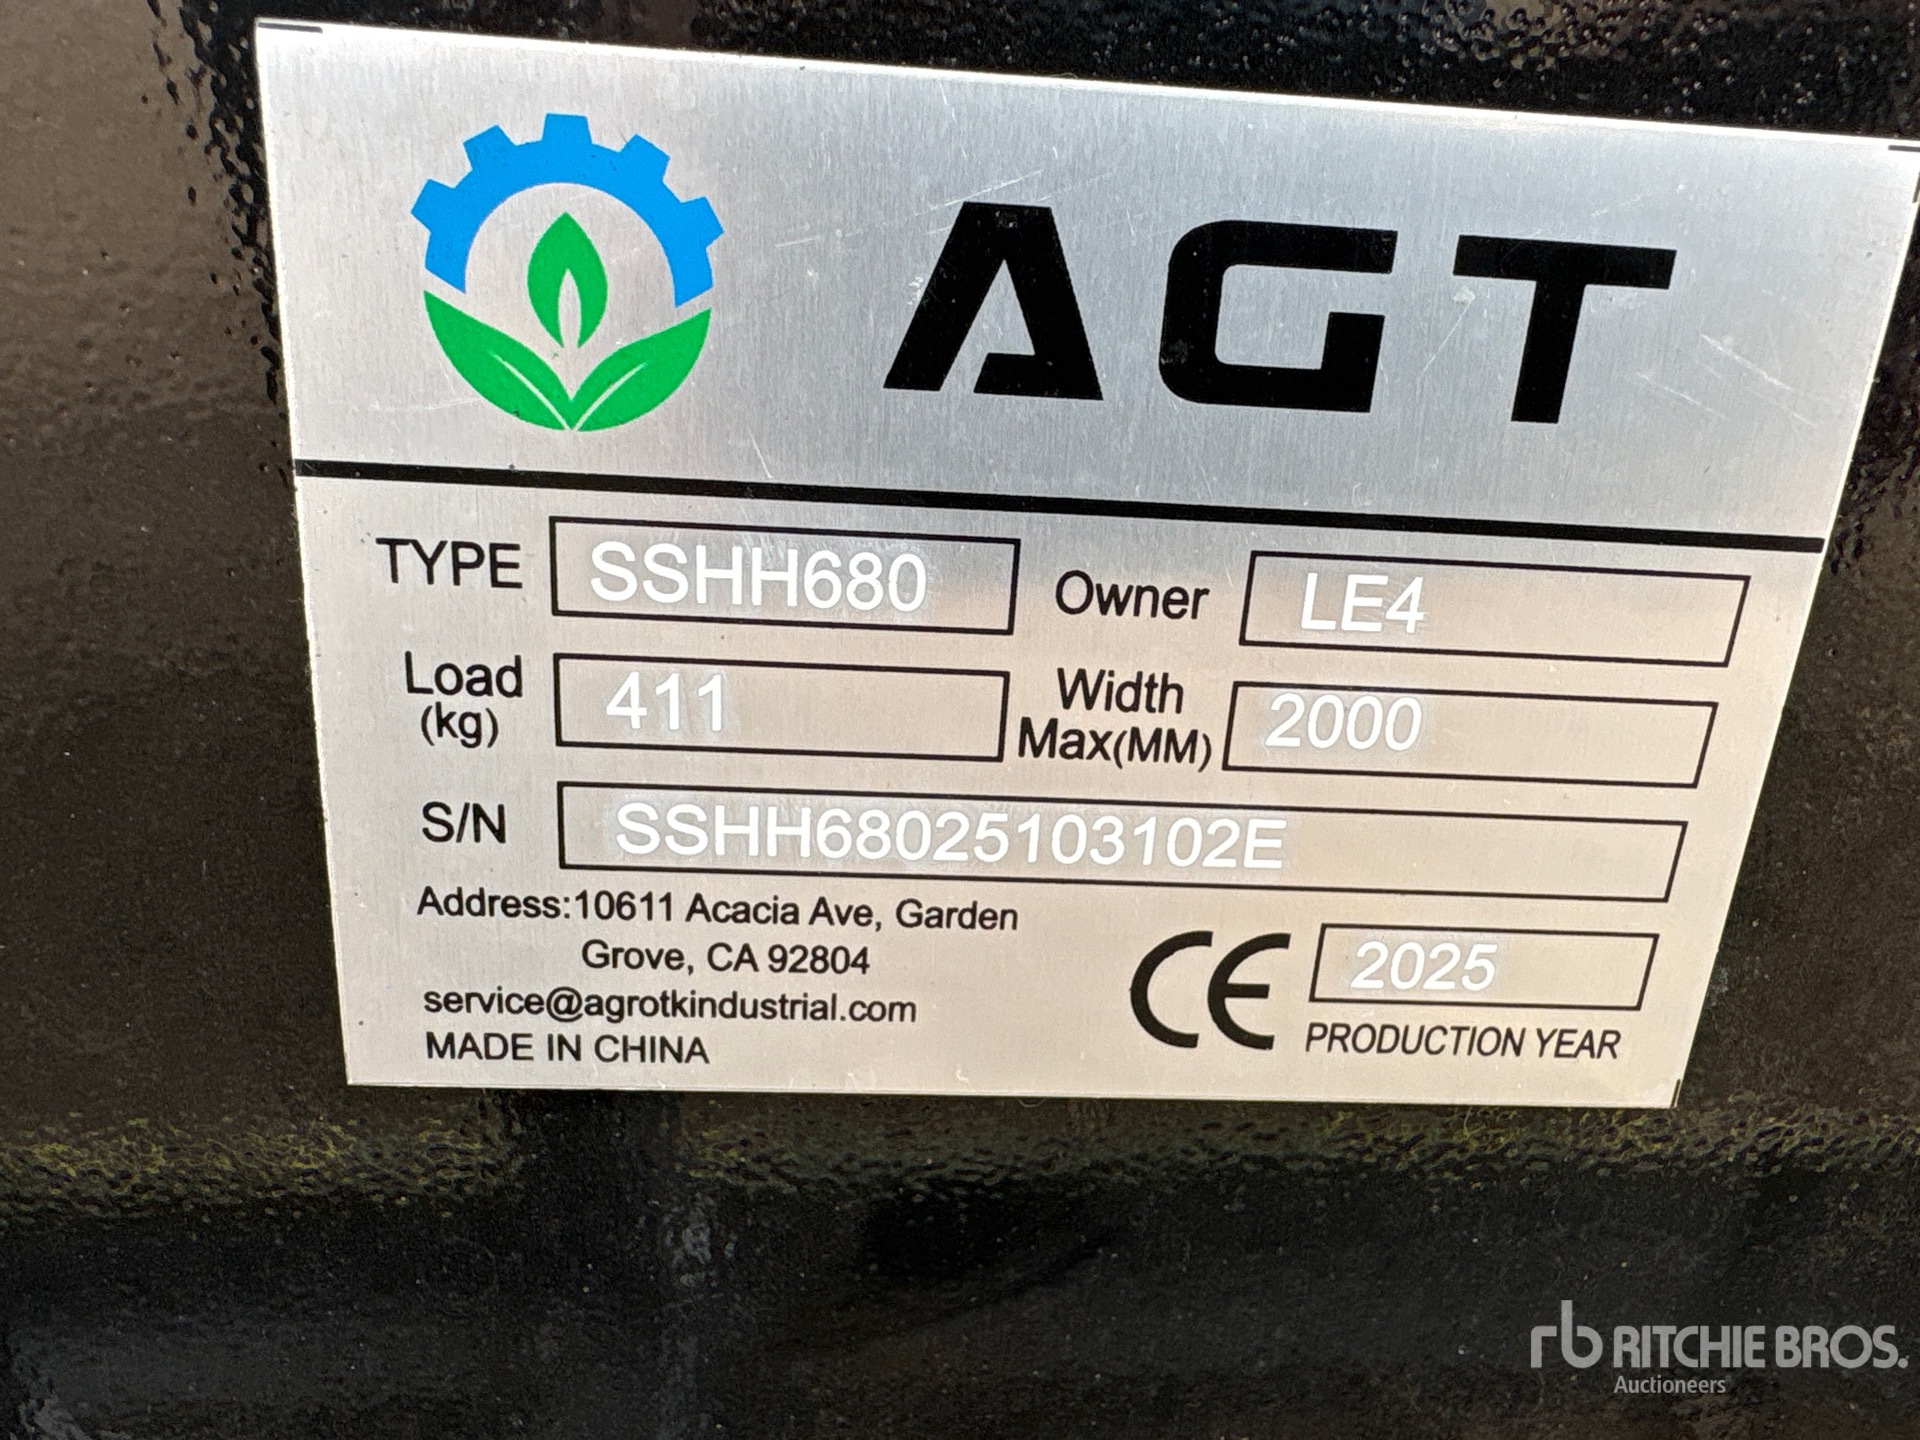 AGT
TYPE SSHH680 Owner LE4
Load (kg) 411 Width Max(MM) 2000
S/N SSHH68025103102E
Address:10611 Acacia Ave, Garden
Grove, CA 92804
service@agrotkindustrial.com
MADE IN CHINA
CE 2025
PRODUCTION YEAR
rb RITCHIE BROS.
Auctioneers